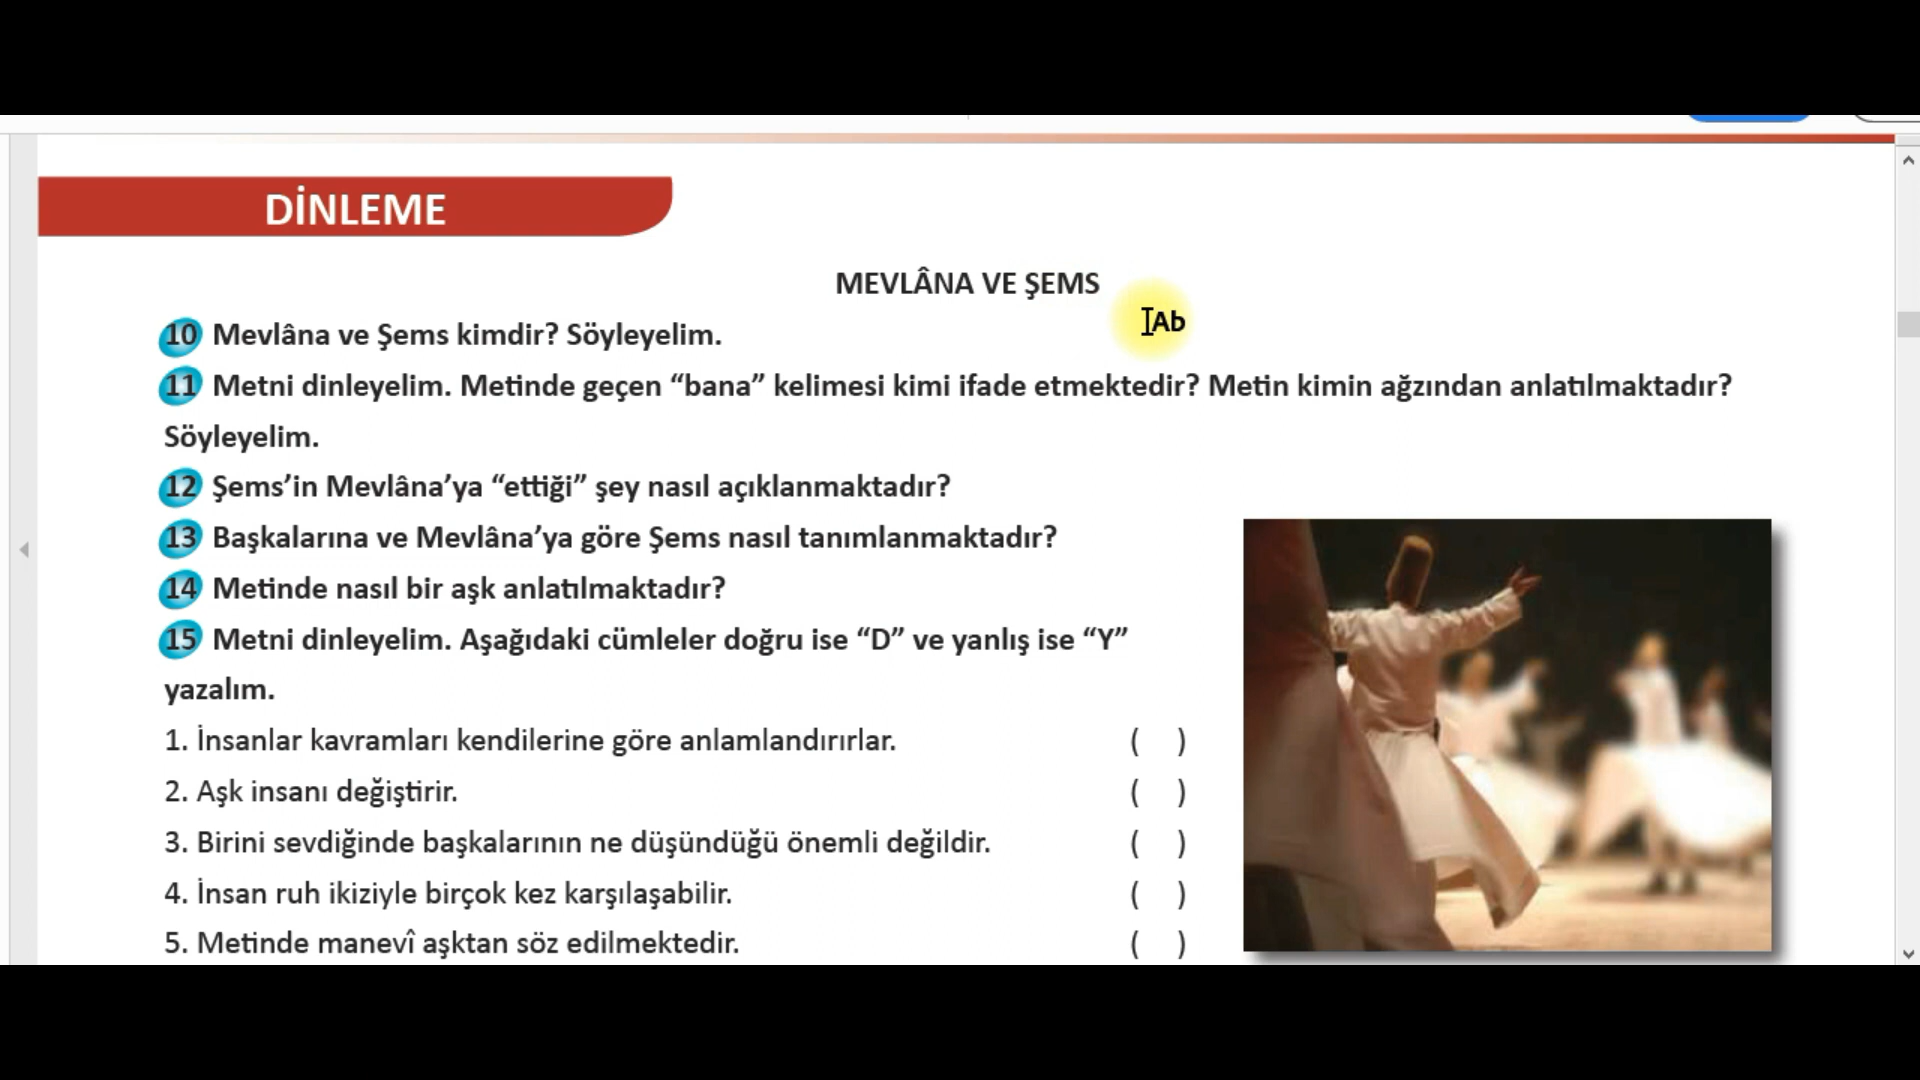 DİNLEME
MEVLÂNA VE ŞEMS
Ab
10 Mevlâna ve Şems kimdir? Söyleyelim.
11 Metni dinleyelim. Metinde geçen “bana” kelimesi kimi ifade etmektedir? Metin kimin ağzından anlatılmaktadır?
Söyleyelim.
12 Şems’in Mevlâna’ya “ettiği” şey nasıl açıklanmaktadır?
13 Başkalarına ve Mevlâna’ya göre Şems nasıl tanımlanmaktadır?
14 Metinde nasıl bir aşk anlatılmaktadır?
15 Metni dinleyelim. Aşağıdaki cümleler doğru ise “D” ve yanlış ise “Y”
yazalım.
1. İnsanlar kavramları kendilerine göre anlamlandırırlar. ( )
2. Aşk insanı değiştirir. ( )
3. Birini sevdiğinde başkalarının ne düşündüğü önemli değildir. ( )
4. İnsan ruh ikiziyle birçok kez karşılaşabilir. ( )
5. Metinde manevî aşktan söz edilmektedir. ( )